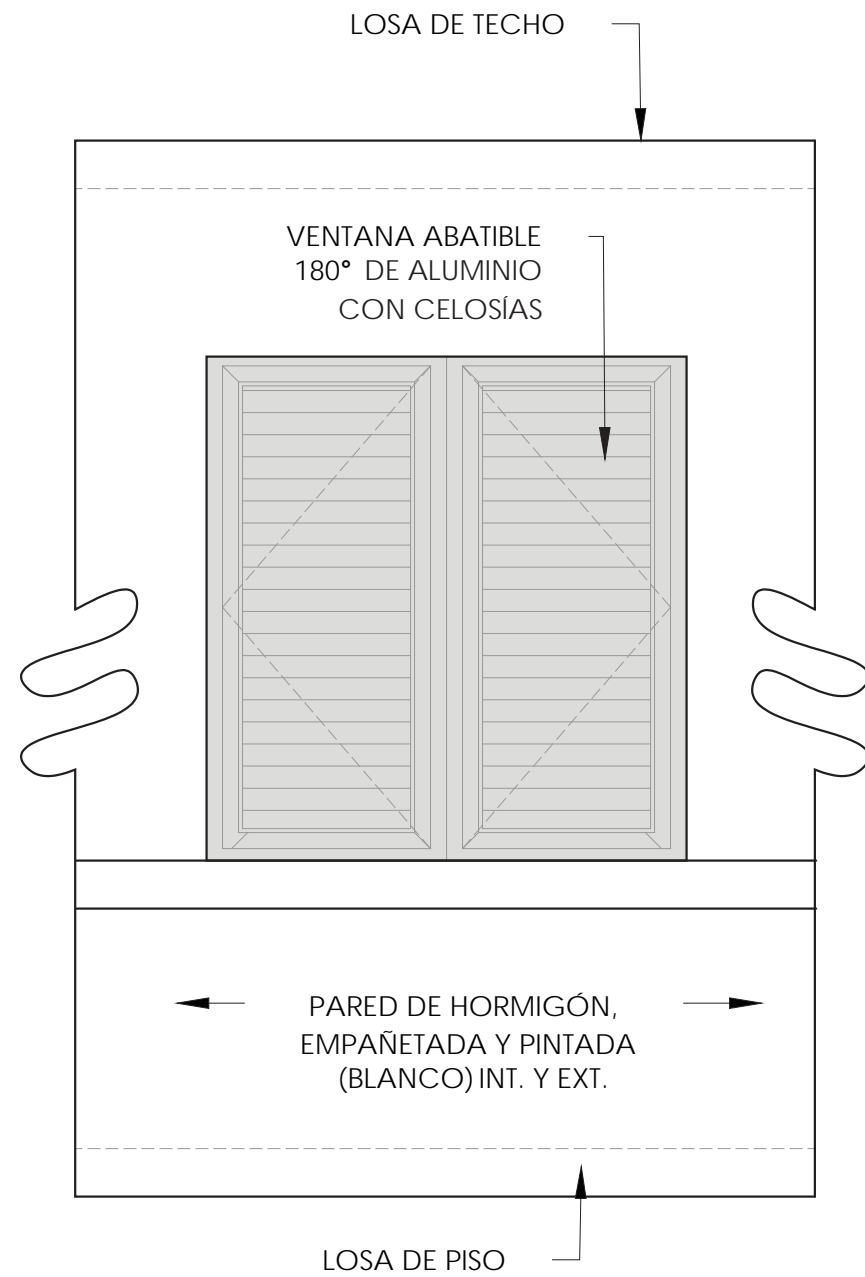 LOSA DE TECHO
VENTANA ABATIBLE
180° DE ALUMINIO
CON CELOSÍAS
PARED DE HORMIGÓN,
EMPAÑETADA Y PINTADA
(BLANCO) INT. Y EXT.
LOSA DE PISO